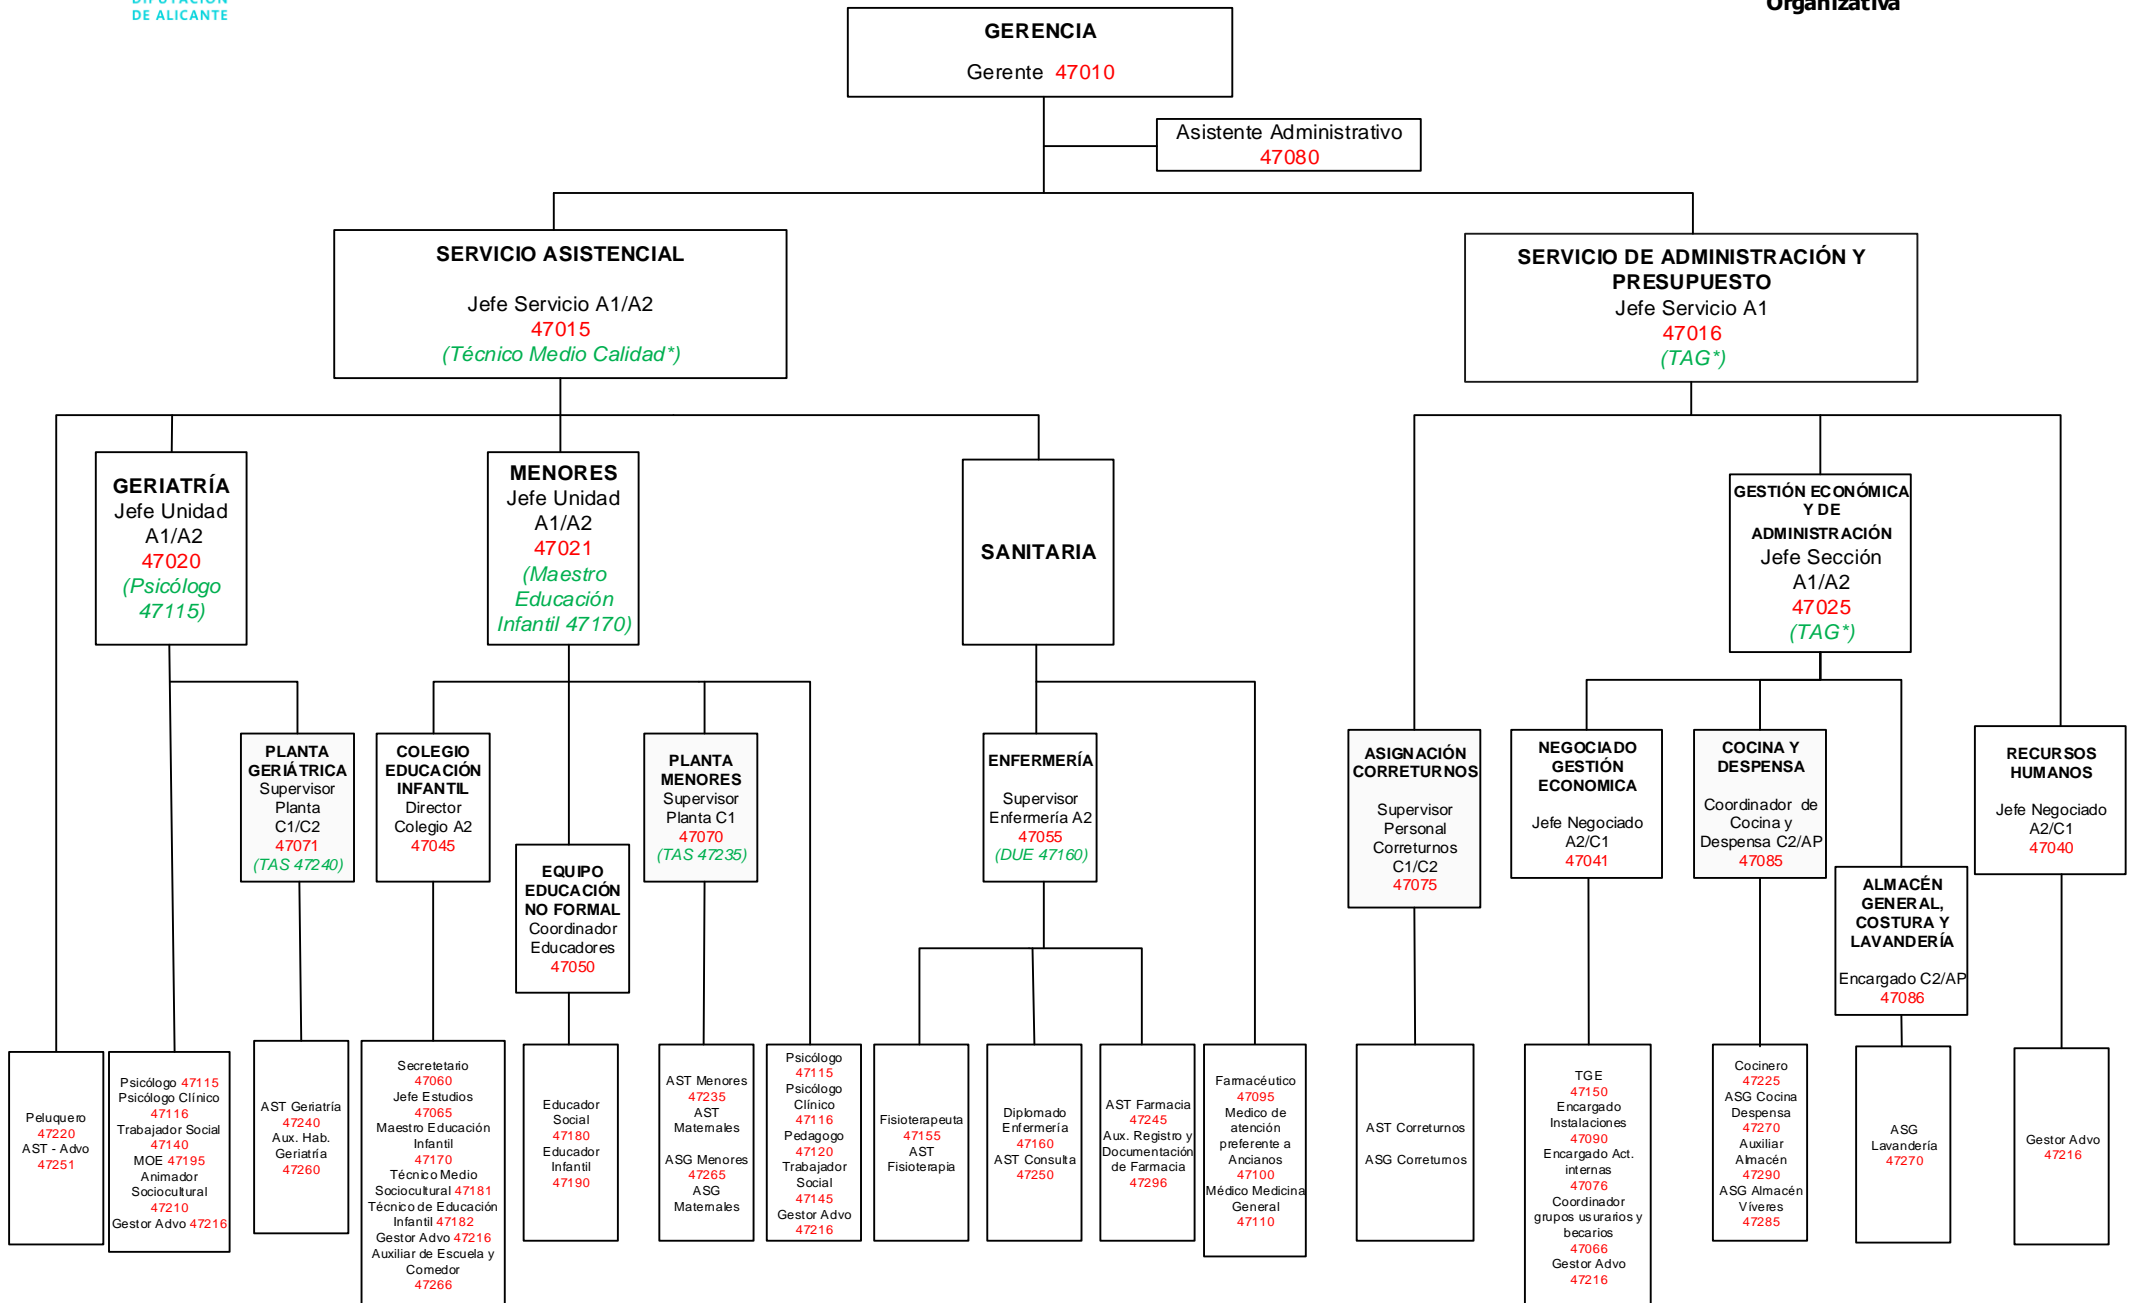 DIPUTACIÓN
DE ALICANTE
Organizativa
GERENCIA
Gerente 47010
Asistente Administrativo
47080
SERVICIO ASISTENCIAL
Jefe Servicio A1/A2
47015
(Técnico Medio Calidad*)
SERVICIO DE ADMINISTRACIÓN Y
PRESUPUESTO
Jefe Servicio A1
47016
(TAG*)
GERIATRÍA
Jefe Unidad
A1/A2
47020
(Psicólogo
47115)
MENORES
Jefe Unidad
A1/A2
47021
(Maestro
Educación
Infantil 47170)
SANITARIA
GESTIÓN ECONÓMICA
Y DE
ADMINISTRACIÓN
Jefe Sección
A1/A2
47025
(TAG*)
PLANTA
GERIÁTRICA
Supervisor
Planta
C1/C2
47071
(TAS 47240)
COLEGIO
EDUCACIÓN
INFANTIL
Director
Colegio A2
47045
EQUIPO
EDUCACIÓN
NO FORMAL
Coordinador
Educadores
47050
PLANTA
MENORES
Supervisor
Planta C1
47070
(TAS 47235)
ENFERMERÍA
Supervisor
Enfermería A2
47055
(DUE 47160)
ASIGNACIÓN
CORRETURNOS
Supervisor
Personal
Correturnos
C1/C2
47075
NEGOCIADO
GESTIÓN
ECONOMICA
Jefe Negociado
A2/C1
47041
COCINA Y
DESPENSA
Coordinador de
Cocina y
Despensa C2/AP
47085
ALMACÉN
GENERAL,
COSTURA Y
LAVANDERÍA
Encargado C2/AP
47086
RECURSOS
HUMANOS
Jefe Negociado
A2/C1
47040
Peluquero
47220
AST - Advo
47251
Psicólogo 47115
Psicólogo Clínico
47116
Trabajador Social
47140
MOE 47195
Animador
Sociocultural
47210
Gestor Advo 47216
AST Geriatría
47240
Aux. Hab.
Geriatría
47260
Secretetario
47060
Jefe Estudios
47065
Maestro Educación
Infantil
47170
Técnico Medio
Sociocultural 47181
Técnico de Educación
Infantil 47182
Gestor Advo 47216
Auxiliar de Escuela y
Comedor
47266
Educador
Social
47180
Educador
Infantil
47190
AST Menores
47235
AST
Maternales
ASG Menores
47265
ASG
Maternales
Psicólogo
47115
Psicólogo
Clínico
47116
Pedagogo
47120
Trabajador
Social
47145
Gestor Advo
47216
Fisioterapeuta
47155
AST
Fisioterapia
Diplomado
Enfermería
47160
AST Consulta
47250
AST Farmacia
47245
Aux. Registro y
Documentación
de Farmacia
47296
Farmacéutico
47095
Medico de
atención
preferente a
Ancianos
47100
Médico Medicina
General
47110
AST Correturnos
ASG Correturnos
TGE
47150
Encargado
Instalaciones
47090
Encargado Act.
internas
47076
Coordinador
grupos usurarios y
becarios
47066
Gestor Advo
47216
Cocinero
47225
ASG Cocina
Despensa
47270
Auxiliar
Almacén
47290
ASG Almacén
Víveres
47285
ASG
Lavandería
47270
Gestor Advo
47216